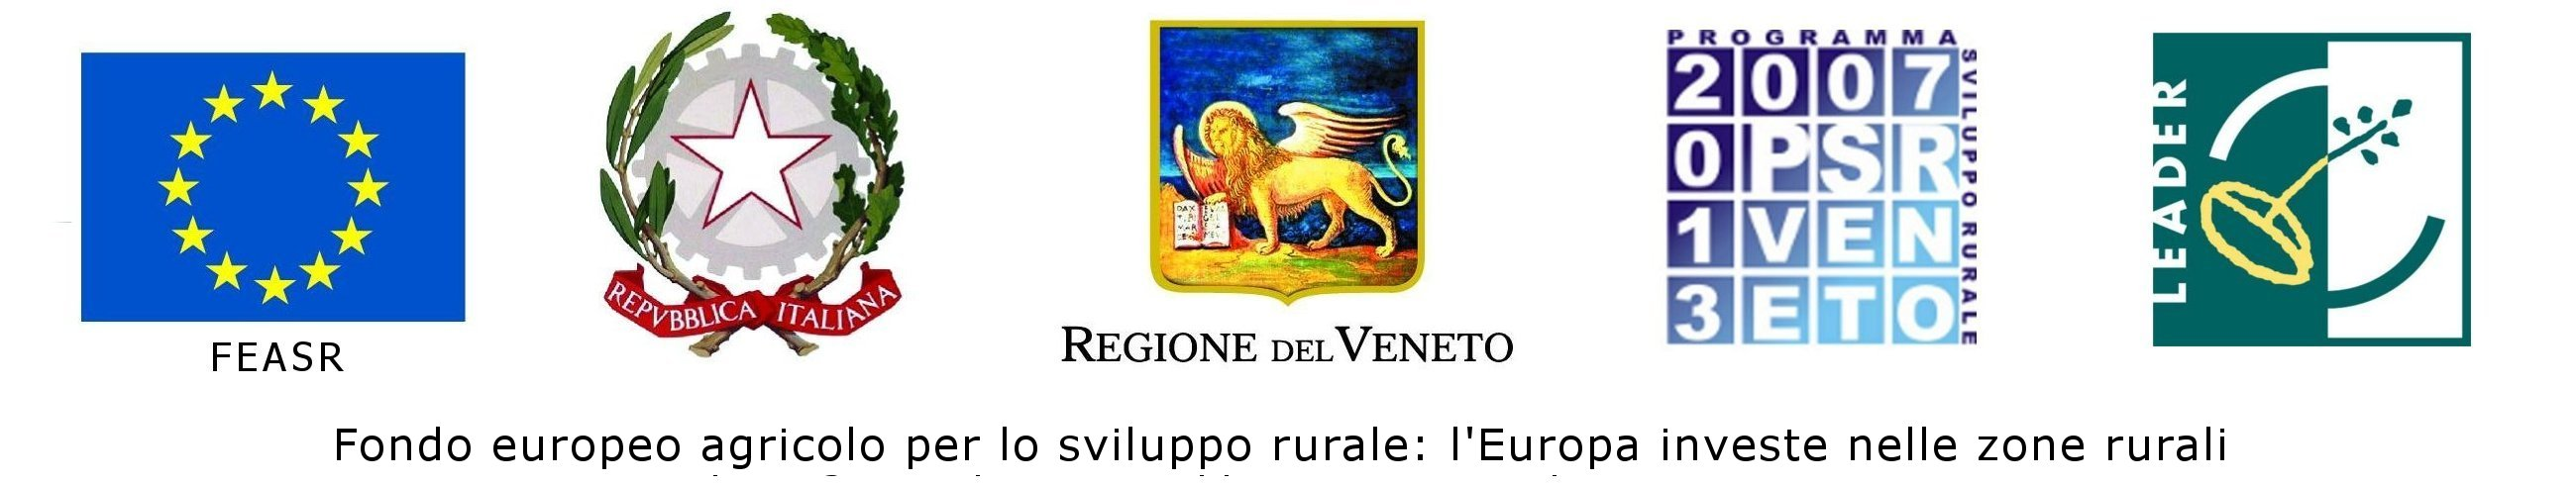 FEASR
REPVBBLICA ITALIANA
REGIONE DEL VENETO
PROGRAMMA
SVILUPPO RURALE
2007
0PSR
1VEN
3ETO
LEADER
Fondo europeo agricolo per lo sviluppo rurale: l'Europa investe nelle zone rurali